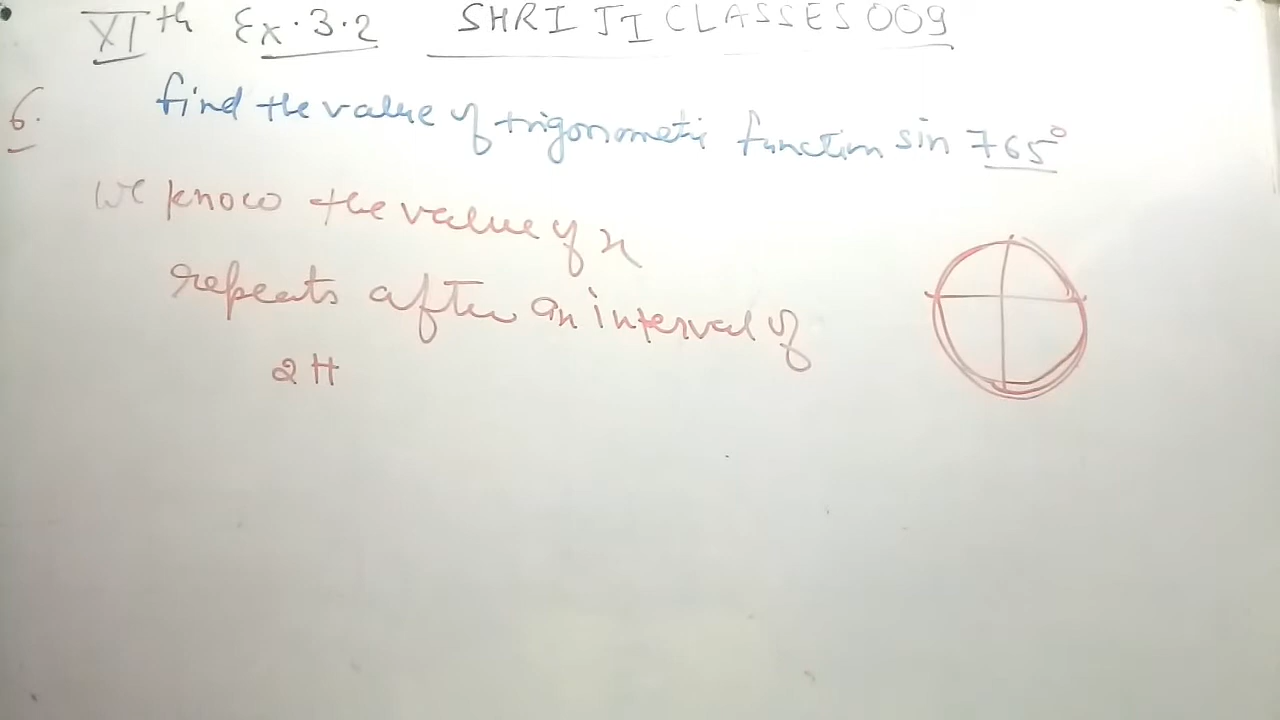 XIth Ex. 3.2 SHRI JI CLASSES 009
6. find the value of trigonometric function sin 765°
We know the value of x
repeats after an interval of
2π